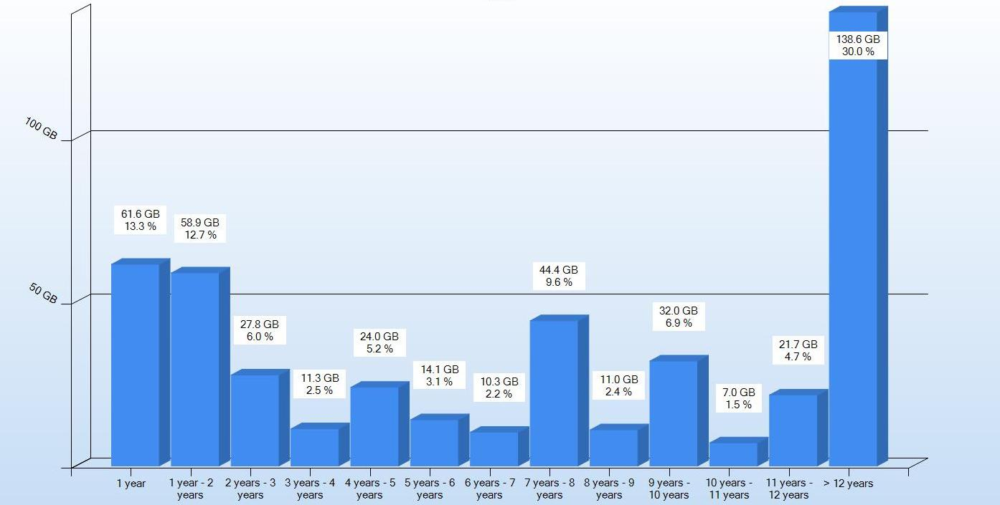 100 GB
50 GB
61.6 GB
13.3 %
58.9 GB
12.7 %
27.8 GB
6.0 %
11.3 GB
2.5 %
24.0 GB
5.2 %
14.1 GB
3.1 %
10.3 GB
2.2 %
44.4 GB
9.6 %
11.0 GB
2.4 %
32.0 GB
6.9 %
7.0 GB
1.5 %
21.7 GB
4.7 %
138.6 GB
30.0 %
1 year
1 year - 2
years
2 years - 3
years
3 years - 4
years
4 years - 5
years
5 years - 6
years
6 years - 7
years
7 years - 8
years
8 years - 9
years
9 years -
10 years
10 years -
11 years
11 years -
12 years
> 12 years